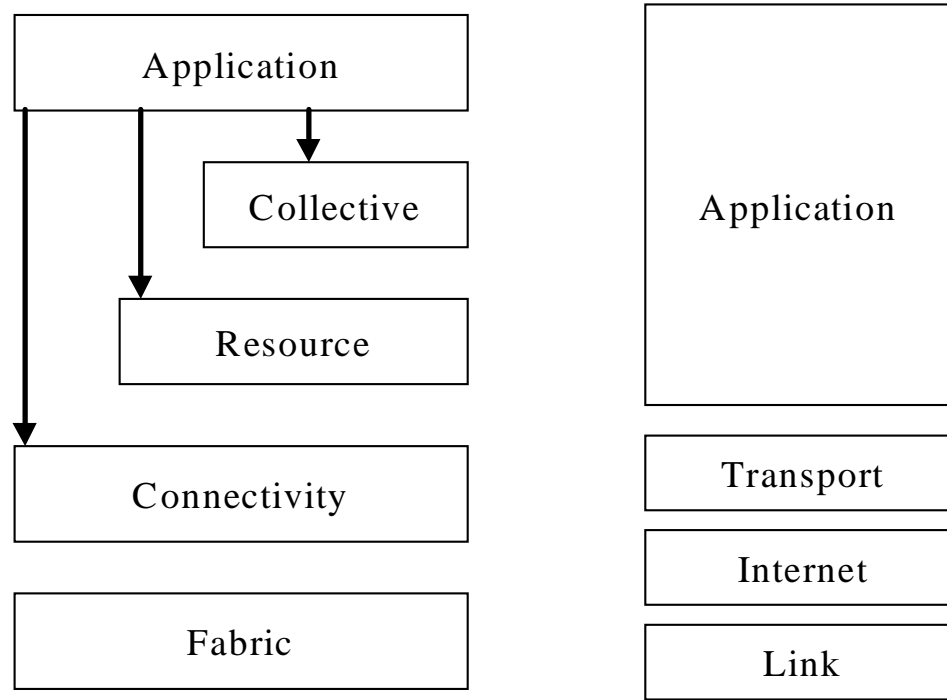 Application
Collective
Resource
Connectivity
Fabric
Application
Transport
Internet
Link